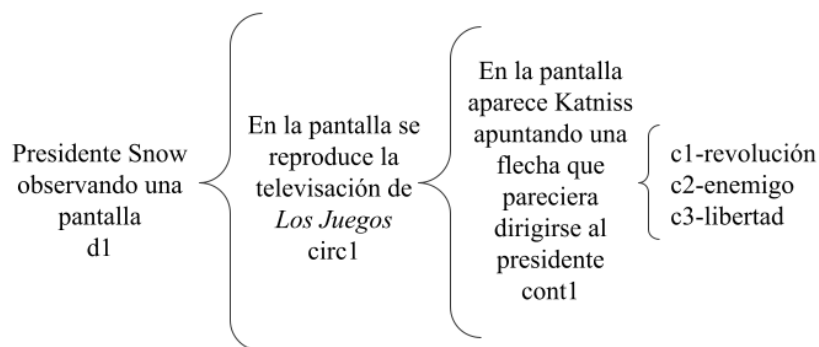 Presidente Snow
observando una
pantalla
d1
En la pantalla se
reproduce la
televisación de
Los Juegos
circ1
En la pantalla
aparece Katniss
apuntando una
flecha que
pareciera
dirigirse al
presidente
cont1
c1-revolución
c2-enemigo
c3-libertad